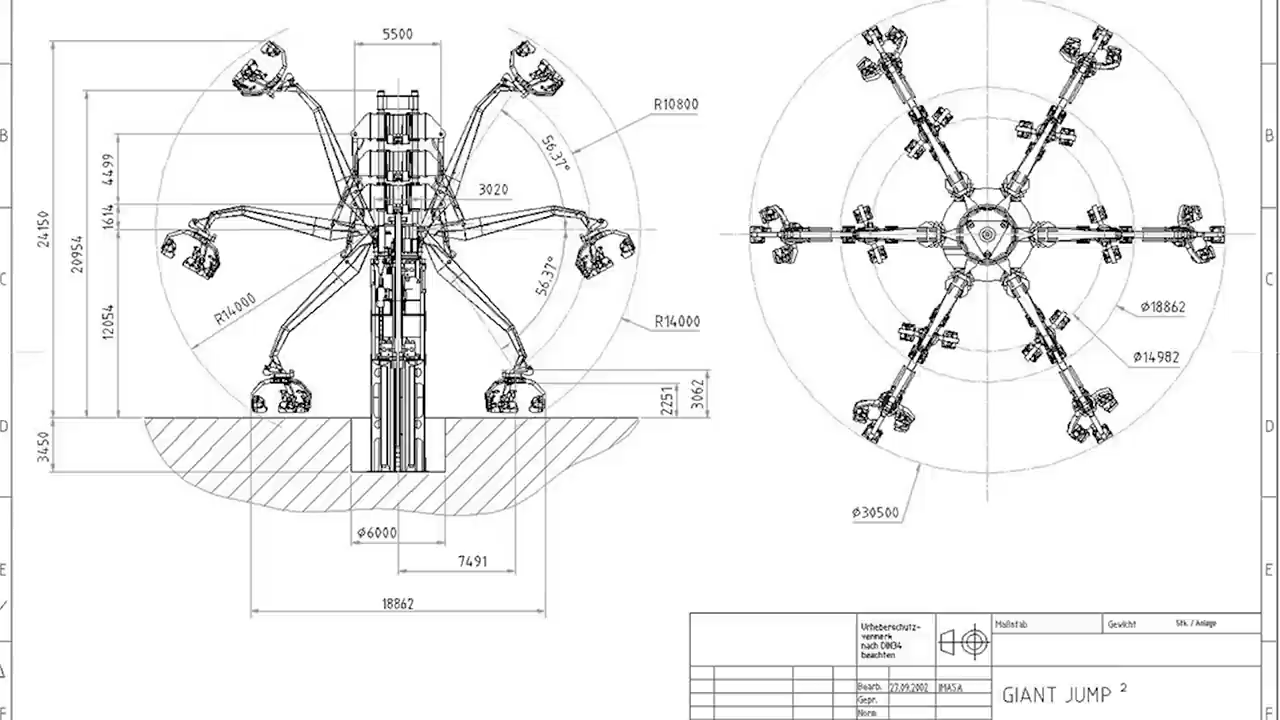 5500
R10800
B
B
56.37°
4499
3020
1614
24150
20954
C
C
12054
R14000
56.37°
R14000
Ø18862
Ø14982
2251
3062
D
D
3450
Ø30500
Ø6000
7491
E
E
18862
Urheberschutz-
vermerk
nach DIN34
beachten
Maßstab
Gewicht
Stk. / Anlage
Bearb. 27.09.2002 IMASA
Gepr.
Norm
GIANT JUMP ²
F
F